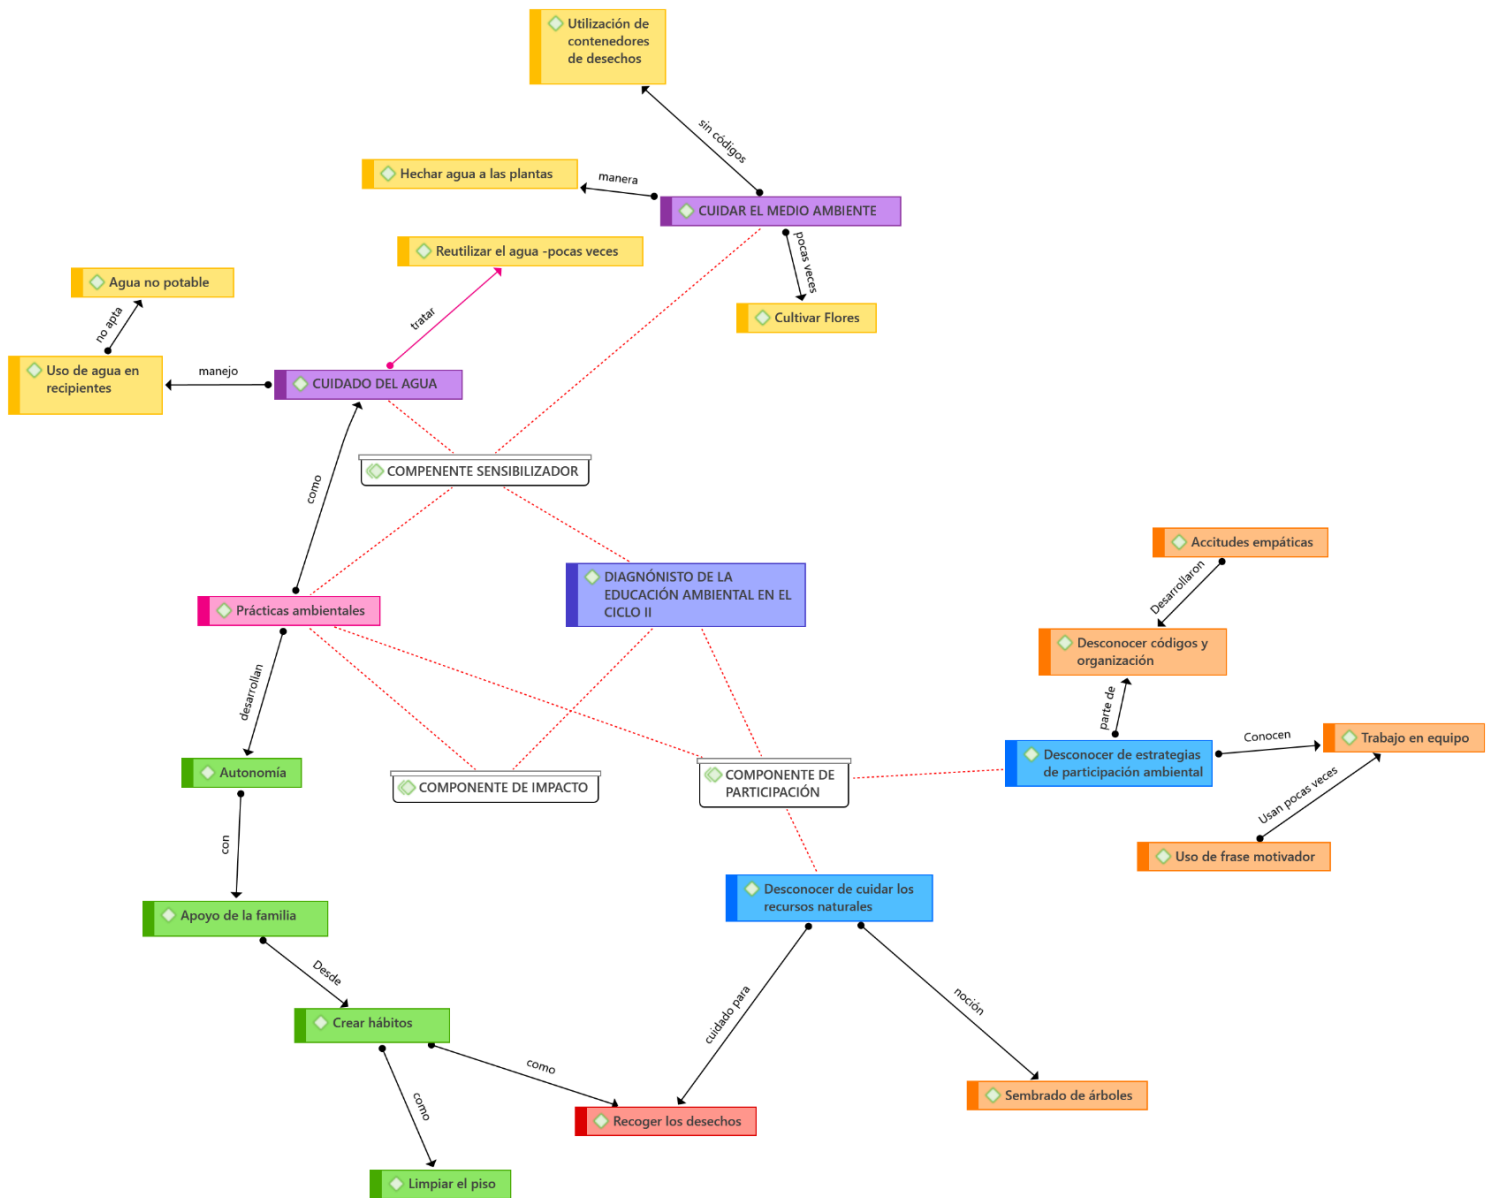 Utilización de
contenedores
de desechos
sin códigos
Hechar agua a las plantas
manera
CUIDAR EL MEDIO AMBIENTE
pocas veces
Reutilizar el agua -pocas veces
Agua no potable
no apta
tratar
Cultivar Flores
Uso de agua en
recipientes
manejo
CUIDADO DEL AGUA
COMPENENTE SENSIBILIZADOR
como
Accitudes empáticas
DIAGNÓNISTO DE LA
EDUCACIÓN AMBIENTAL EN EL
CICLO II
Desarrollaron
Prácticas ambientales
Desconocer códigos y
organización
desarrollan
parte de
Conocen
Trabajo en equipo
Desconocer de estrategias
de participación ambiental
Autonomía
COMPONENTE DE IMPACTO
COMPONENTE DE
PARTICIPACIÓN
Usan pocas veces
con
Uso de frase motivador
Desconocer de cuidar los
recursos naturales
Apoyo de la familia
Desde
cuidado para
noción
Crear hábitos
como
como
Recoger los desechos
Sembrado de árboles
Limpiar el piso